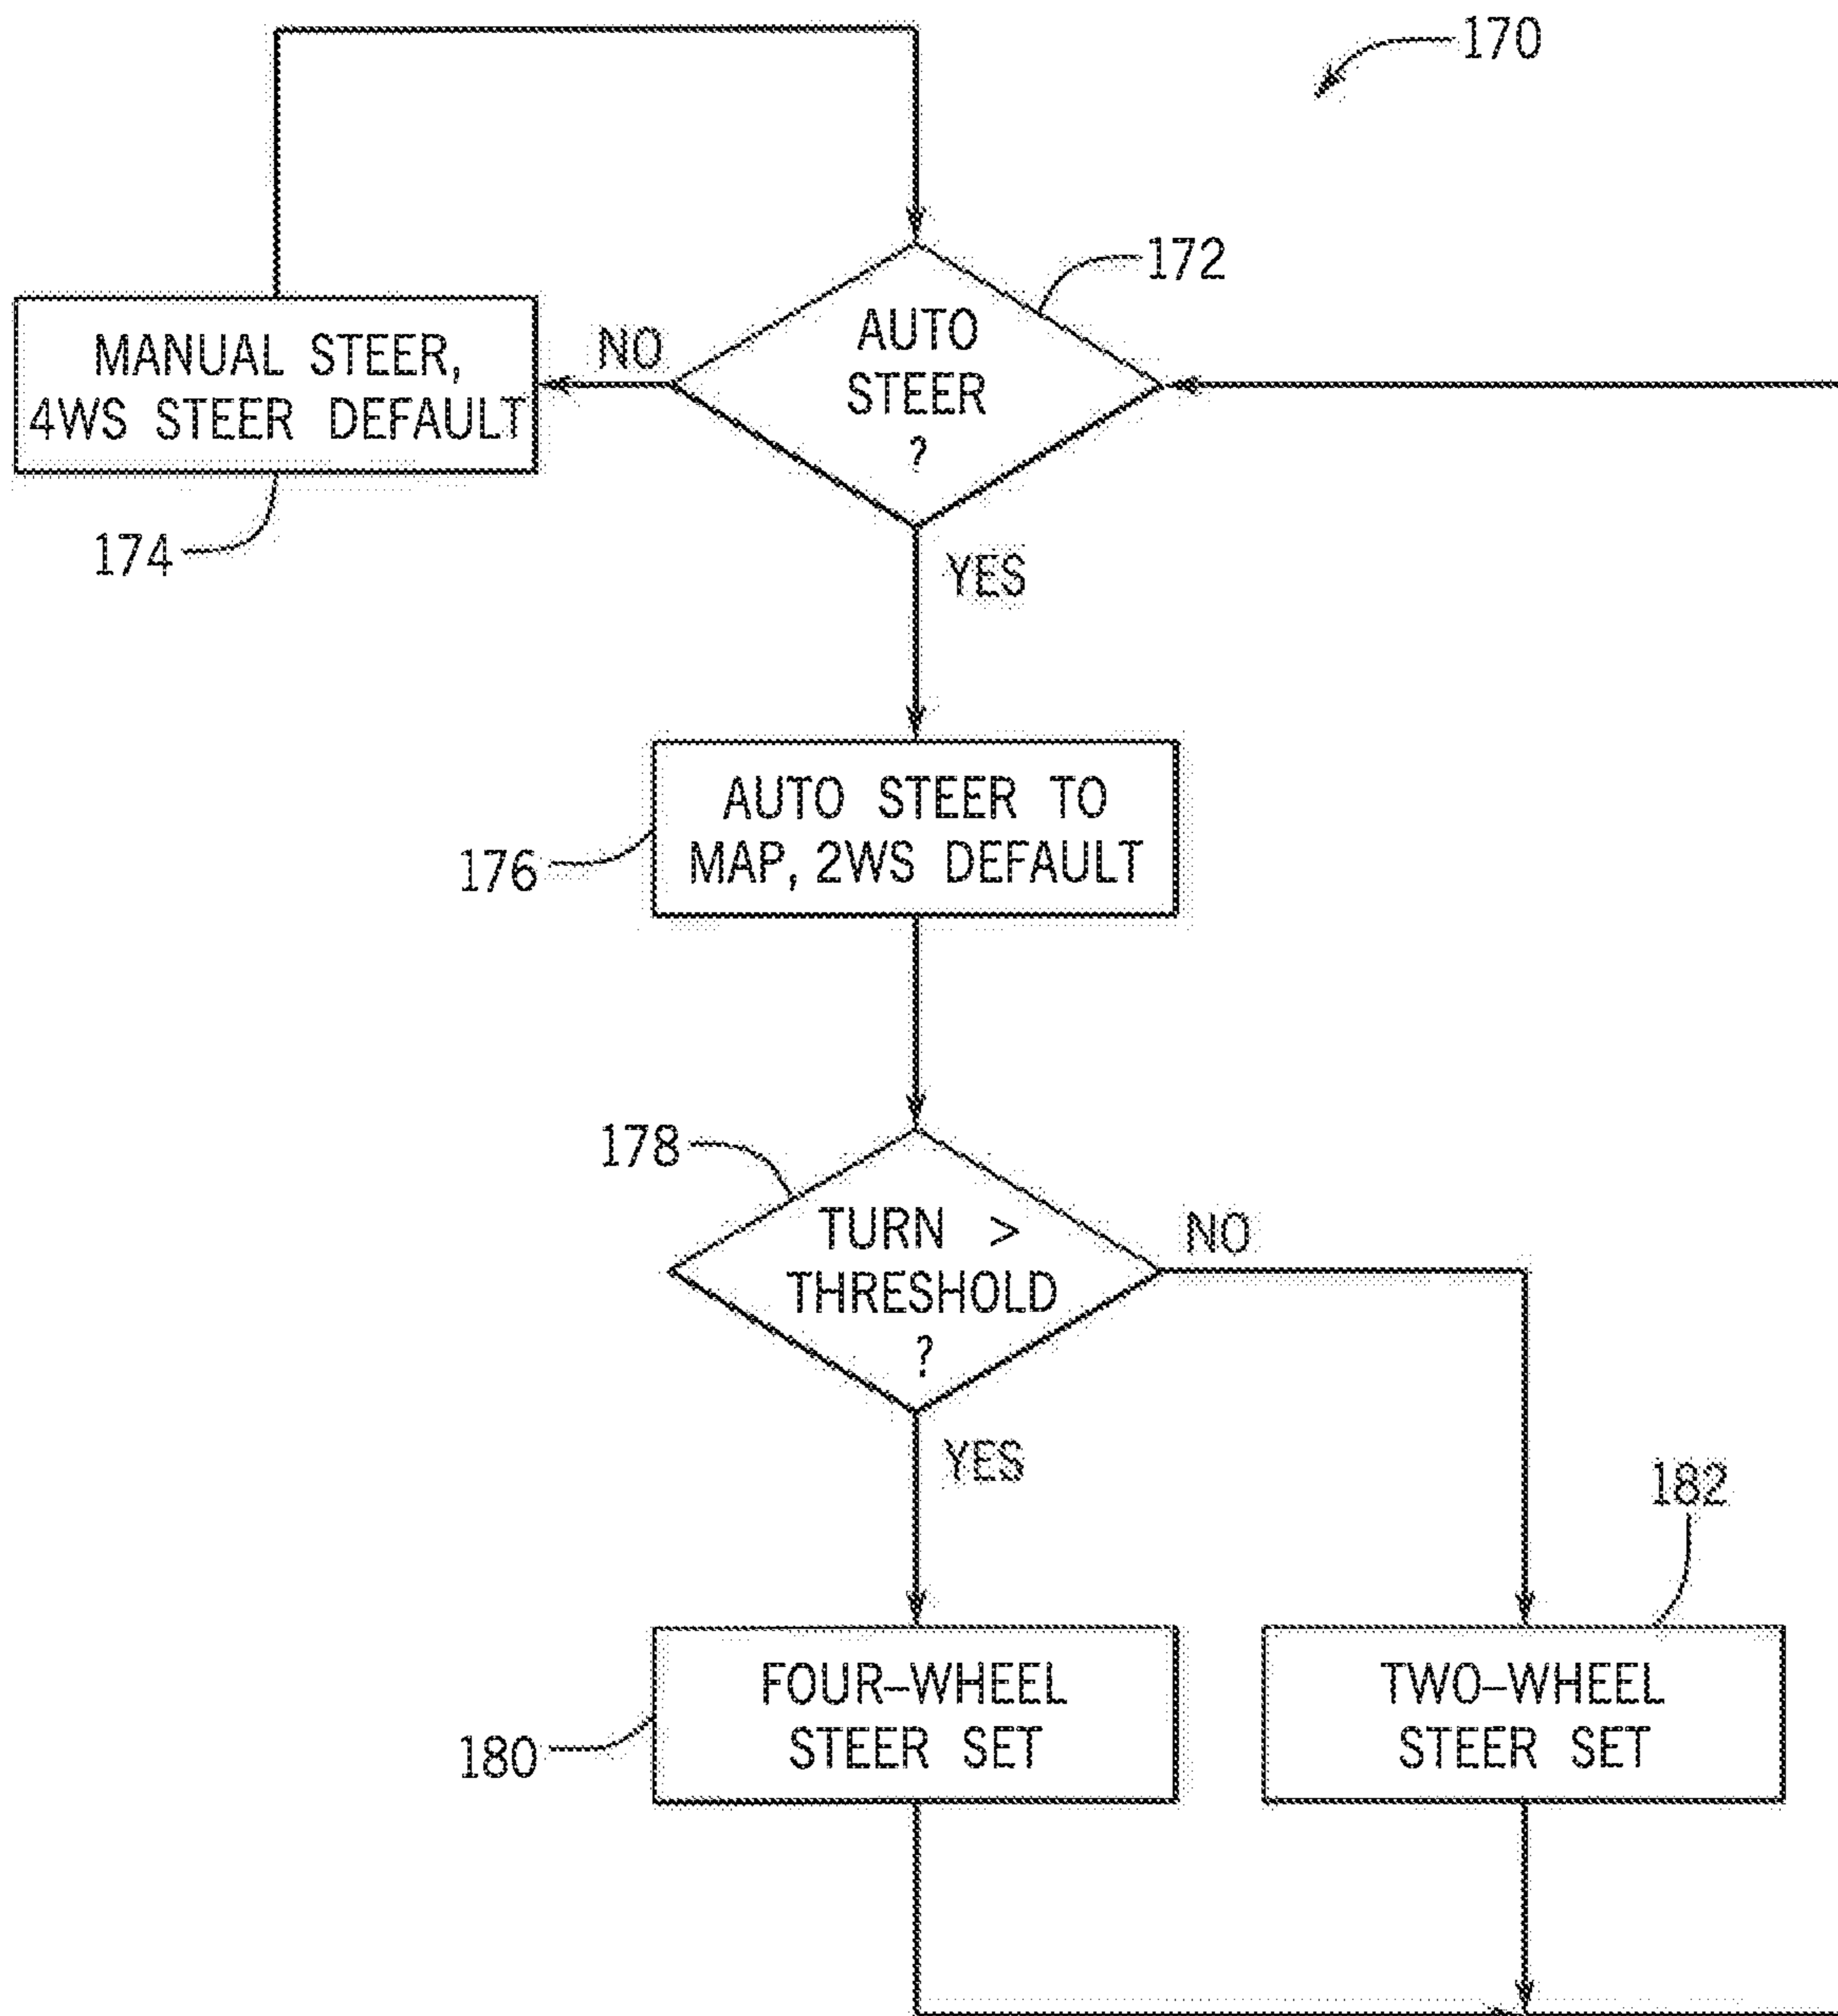 170
172
AUTO
STEER
?
NO
MANUAL STEER,
4WS STEER DEFAULT
174
YES
AUTO STEER TO
MAP, 2WS DEFAULT
176
178
TURN >
THRESHOLD
?
NO
YES
182
FOUR-WHEEL
STEER SET
180
TWO-WHEEL
STEER SET